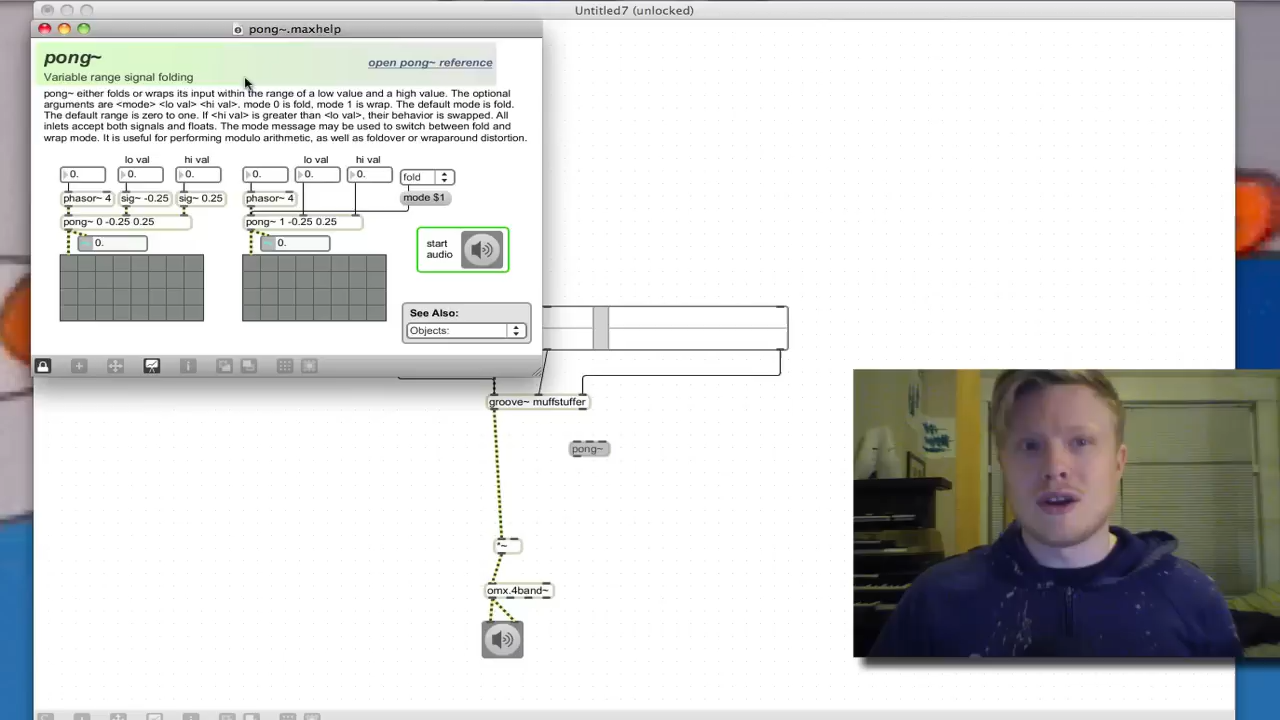 Untitled7 (unlocked)
pong~.maxhelp
pong~
open pong~ reference
Variable range signal folding
pong~ either folds or wraps its input within the range of a low value and a high value. The optional
arguments are <mode> <lo val> <hi val>. mode 0 is fold, mode 1 is wrap. The default mode is fold.
The default range is zero to one. If <hi val> is greater than <lo val>, their behavior is swapped. All
inlets accept both signals and floats. The mode message may be used to switch between fold and
wrap mode. It is useful for performing modulo arithmetic, as well as foldover or wraparound distortion.
lo val hi val lo val hi val
0. 0. 0. 0. 0. 0. fold
phasor~ 4 sig~ -0.25 sig~ 0.25 phasor~ 4 mode $1
pong~ 0 -0.25 0.25 pong~ 1 -0.25 0.25
0. 0.
start
audio
See Also:
Objects:
groove~ muffstuffer
pong~
*~
omx.4band~